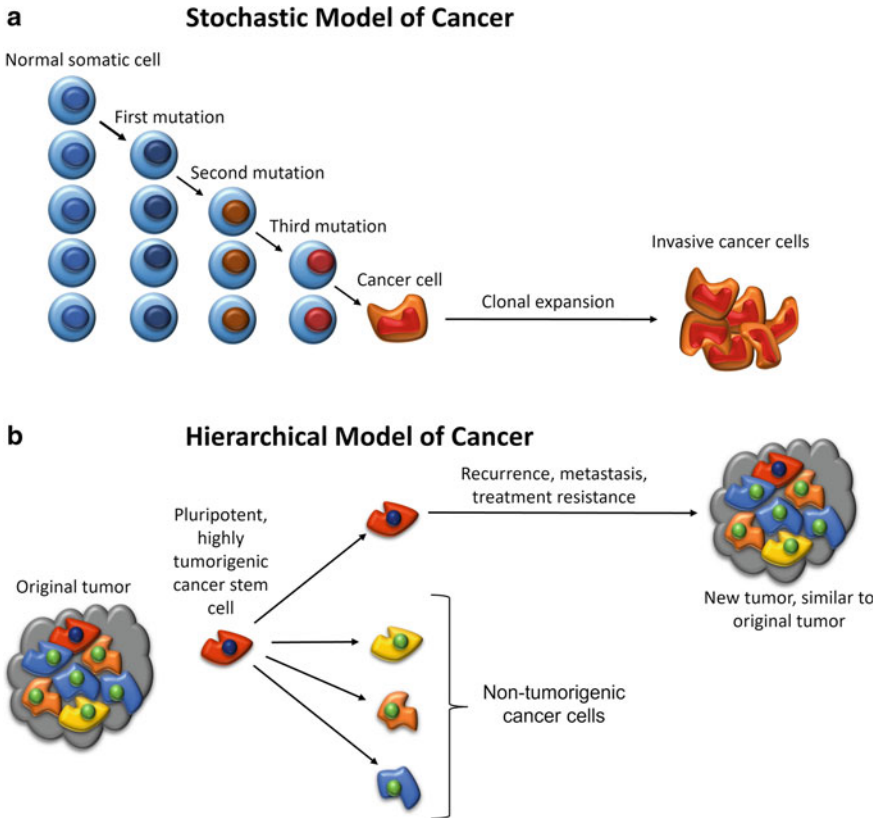 a
Stochastic Model of Cancer
Normal somatic cell
First mutation
Second mutation
Third mutation
Cancer cell
Clonal expansion
Invasive cancer cells
b
Hierarchical Model of Cancer
Original tumor
Pluripotent,
highly
tumorigenic
cancer stem
cell
Recurrence, metastasis,
treatment resistance
New tumor, similar to
original tumor
Non-tumorigenic
cancer cells